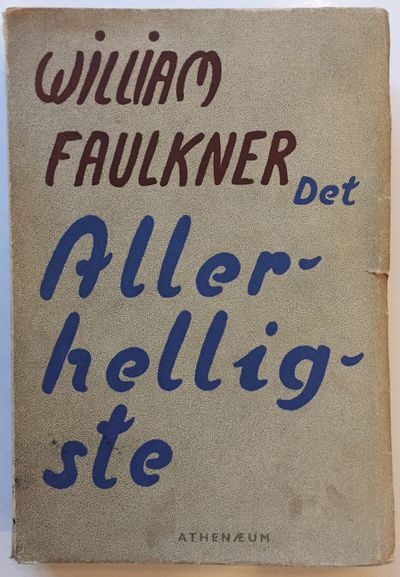 William
FAULKNER
Det
Aller-
hellig-
ste
ATHENÆUM